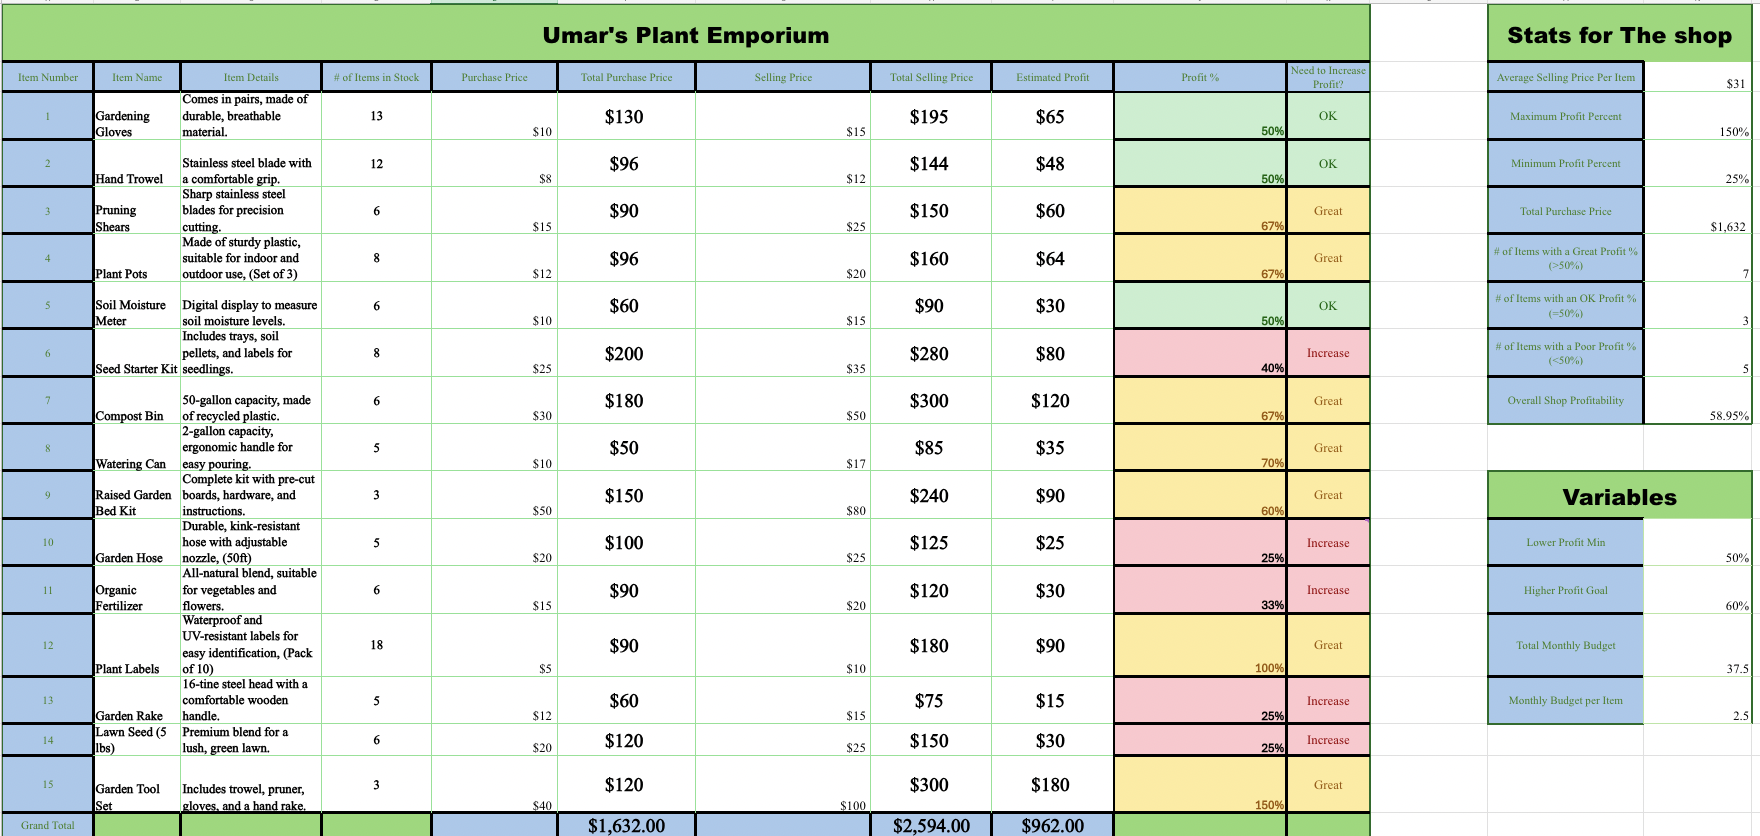 Umar's Plant Emporium
Stats for The shop
Item Number Item Name Item Details # of Items in Stock Purchase Price Total Purchase Price Selling Price Total Selling Price Estimated Profit Profit % Need to Increase Profit?
1 Gardening Gloves Comes in pairs, made of durable, breathable material. 13 $10 $130 $15 $195 $65 50% OK
2 Hand Trowel Stainless steel blade with a comfortable grip. 12 $8 $96 $12 $144 $48 50% OK
3 Pruning Shears Sharp stainless steel blades for precision cutting. 6 $15 $90 $25 $150 $60 67% Great
4 Plant Pots Made of sturdy plastic, suitable for indoor and outdoor use, (Set of 3) 8 $12 $96 $20 $160 $64 67% Great
5 Soil Moisture Meter Digital display to measure soil moisture levels. 6 $10 $60 $15 $90 $30 50% OK
6 Seed Starter Kit Includes trays, soil pellets, and labels for seedlings. 8 $25 $200 $35 $280 $80 40% Increase
7 Compost Bin 50-gallon capacity, made of recycled plastic. 6 $30 $180 $50 $300 $120 67% Great
8 Watering Can 2-gallon capacity, ergonomic handle for easy pouring. 5 $10 $50 $17 $85 $35 70% Great
9 Raised Garden Bed Kit Complete kit with pre-cut boards, hardware, and instructions. 3 $50 $150 $80 $240 $90 60% Great
10 Garden Hose Durable, kink-resistant hose with adjustable nozzle, (50ft) 5 $20 $100 $25 $125 $25 25% Increase
11 Organic Fertilizer All-natural blend, suitable for vegetables and flowers. 6 $15 $90 $20 $120 $30 33% Increase
12 Plant Labels Waterproof and UV-resistant labels for easy identification, (Pack of 10) 18 $5 $90 $10 $180 $90 100% Great
13 Garden Rake 16-tine steel head with a comfortable wooden handle. 5 $12 $60 $15 $75 $15 25% Increase
14 Lawn Seed (5 lbs) Premium blend for a lush, green lawn. 6 $20 $120 $25 $150 $30 25% Increase
15 Garden Tool Set Includes trowel, pruner, gloves, and a hand rake. 3 $40 $120 $100 $300 $180 150% Great
Grand Total $1,632.00 $2,594.00 $962.00
Average Selling Price Per Item $31
Maximum Profit Percent 150%
Minimum Profit Percent 25%
Total Purchase Price $1,632
# of Items with a Great Profit % (>50%) 7
# of Items with an OK Profit % (=50%) 3
# of Items with a Poor Profit % (<50%) 5
Overall Shop Profitability 58.95%
Variables
Lower Profit Min 50%
Higher Profit Goal 60%
Total Monthly Budget 37.5
Monthly Budget per Item 2.5